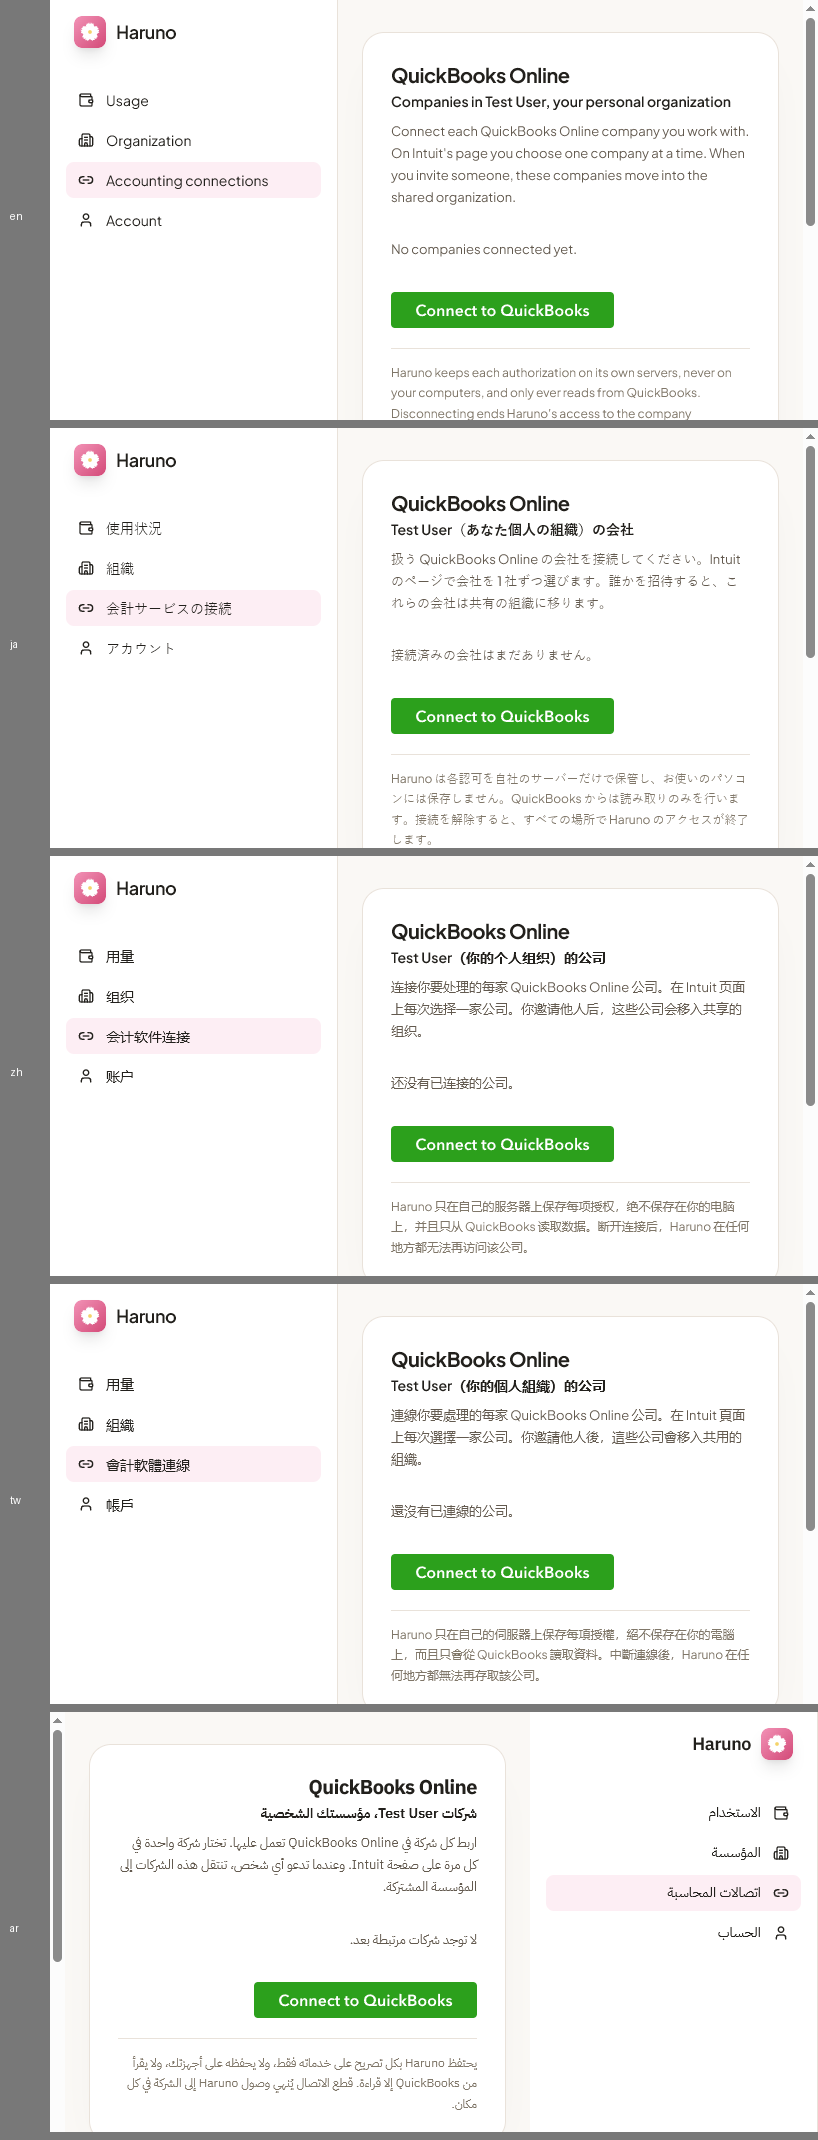 en
Haruno
Usage
Organization
Accounting connections
Account
QuickBooks Online
Companies in Test User, your personal organization
Connect each QuickBooks Online company you work with.
On Intuit's page you choose one company at a time. When
you invite someone, these companies move into the
shared organization.
No companies connected yet.
Connect to QuickBooks
Haruno keeps each authorization on its own servers, never on
your computers, and only ever reads from QuickBooks.
Disconnecting ends Haruno's access to the company
ja
Haruno
使用状況
組織
会計サービスの接続
アカウント
QuickBooks Online
Test User（あなた個人の組織）の会社
扱う QuickBooks Online の会社を接続してください。Intuit
のページで会社を1社ずつ選びます。誰かを招待すると、こ
れらの会社は共有の組織に移ります。
接続済みの会社はまだありません。
Connect to QuickBooks
Haruno は各認可を自社のサーバーだけで保管し、お使いのパソコ
ンには保存しません。QuickBooks からは読み取りのみを行いま
す。接続を解除すると、すべての場所で Haruno のアクセスが終了
します。
zh
Haruno
用量
组织
会计软件连接
账户
QuickBooks Online
Test User（你的个人组织）的公司
连接你要处理的每家 QuickBooks Online 公司。在 Intuit 页面
上每次选择一家公司。你邀请他人后，这些公司会移入共享的
组织。
还没有已连接的公司。
Connect to QuickBooks
Haruno 只在自己的服务器上保存每项授权，绝不保存在你的电脑
上，并且只从 QuickBooks 读取数据。断开连接后，Haruno 在任何
地方都无法再访问该公司。
tw
Haruno
用量
組織
會計軟體連線
帳戶
QuickBooks Online
Test User（你的個人組織）的公司
連線你要處理的每家 QuickBooks Online 公司。在 Intuit 頁面
上每次選擇一家公司。你邀請他人後，這些公司會移入共用的
組織。
還沒有已連線的公司。
Connect to QuickBooks
Haruno 只在自己的伺服器上保存每項授權，絕不保存在你的電腦
上，而且只會從 QuickBooks 讀取資料。中斷連線後，Haruno 在任
何地方都無法再存取該公司。
ar
Haruno
الاستخدام
المؤسسة
اتصالات المحاسبة
الحساب
QuickBooks Online
شركات Test User، مؤسستك الشخصية
اربط كل شركة في QuickBooks Online تعمل عليها. تختار شركة واحدة في
كل مرة على صفحة Intuit. وعندما تدعو أي شخص، تنتقل هذه الشركات إلى
المؤسسة المشتركة.
لا توجد شركات مرتبطة بعد.
Connect to QuickBooks
يحتفظ Haruno بكل تصريح على خدماته فقط، ولا يحفظه على أجهزتك، ولا يقرأ
من QuickBooks إلا قراءة. قطع الاتصال يُنهي وصول Haruno إلى الشركة في كل
مكان.